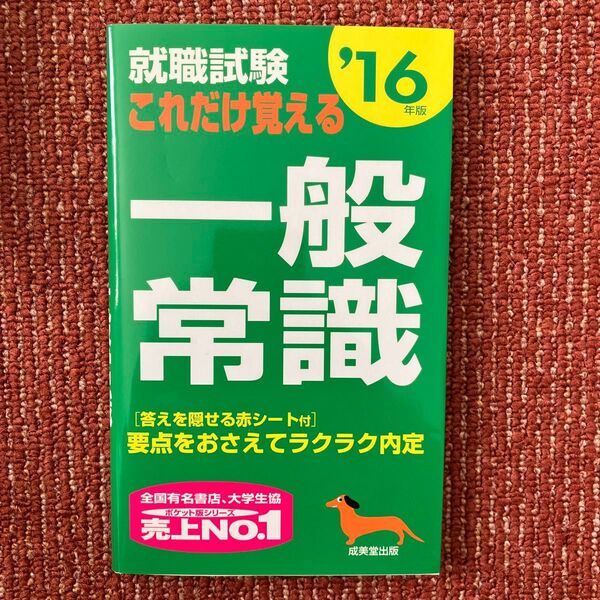 就職試験
これだけ覚える
'16
年版
一般
常識
[答えを隠せる赤シート付]
要点をおさえてラクラク内定
全国有名書店、大学生協
ポケット版シリーズ
売上NO.1
成美堂出版